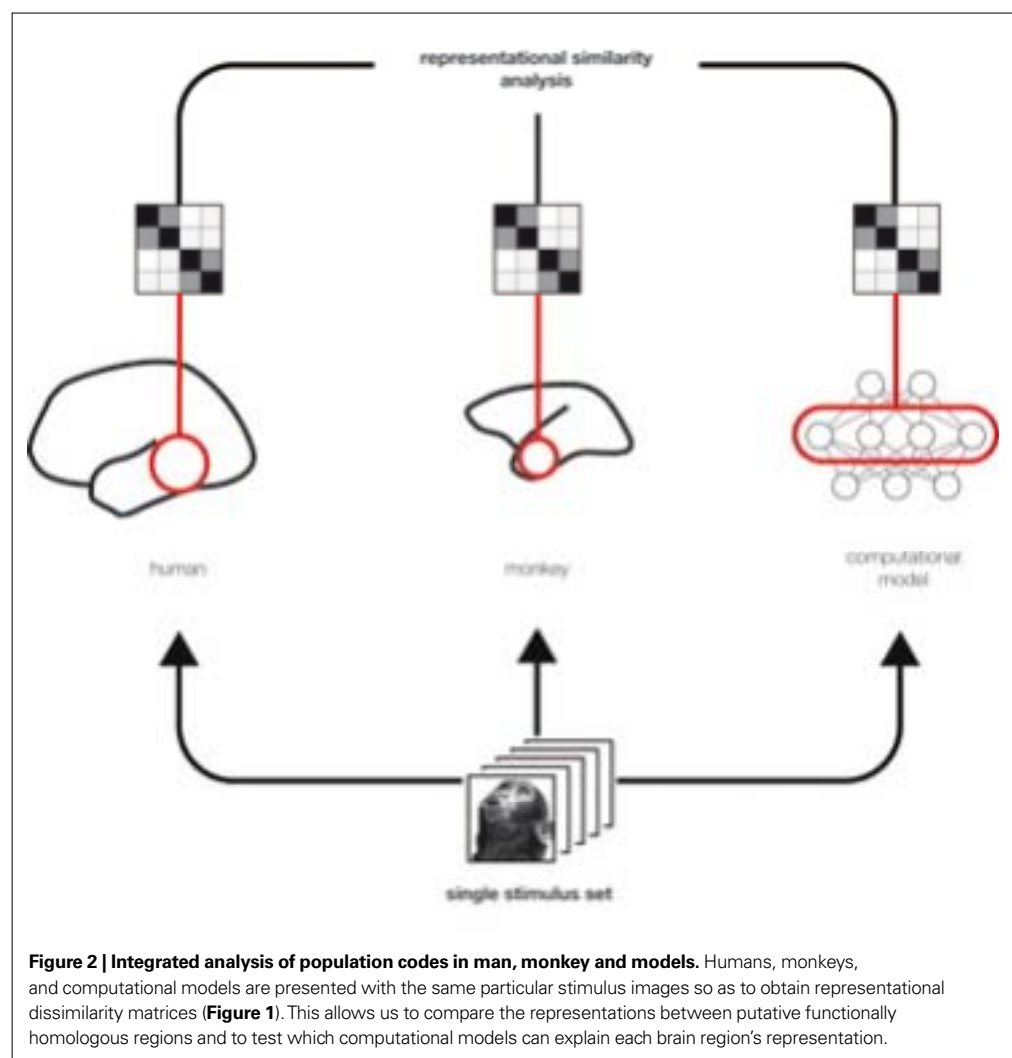 representational similarity
analysis
human
monkey
computational
model
single stimulus set
Figure 2 | Integrated analysis of population codes in man, monkey and models. Humans, monkeys,
and computational models are presented with the same particular stimulus images so as to obtain representational
dissimilarity matrices (Figure 1). This allows us to compare the representations between putative functionally
homologous regions and to test which computational models can explain each brain region's representation.